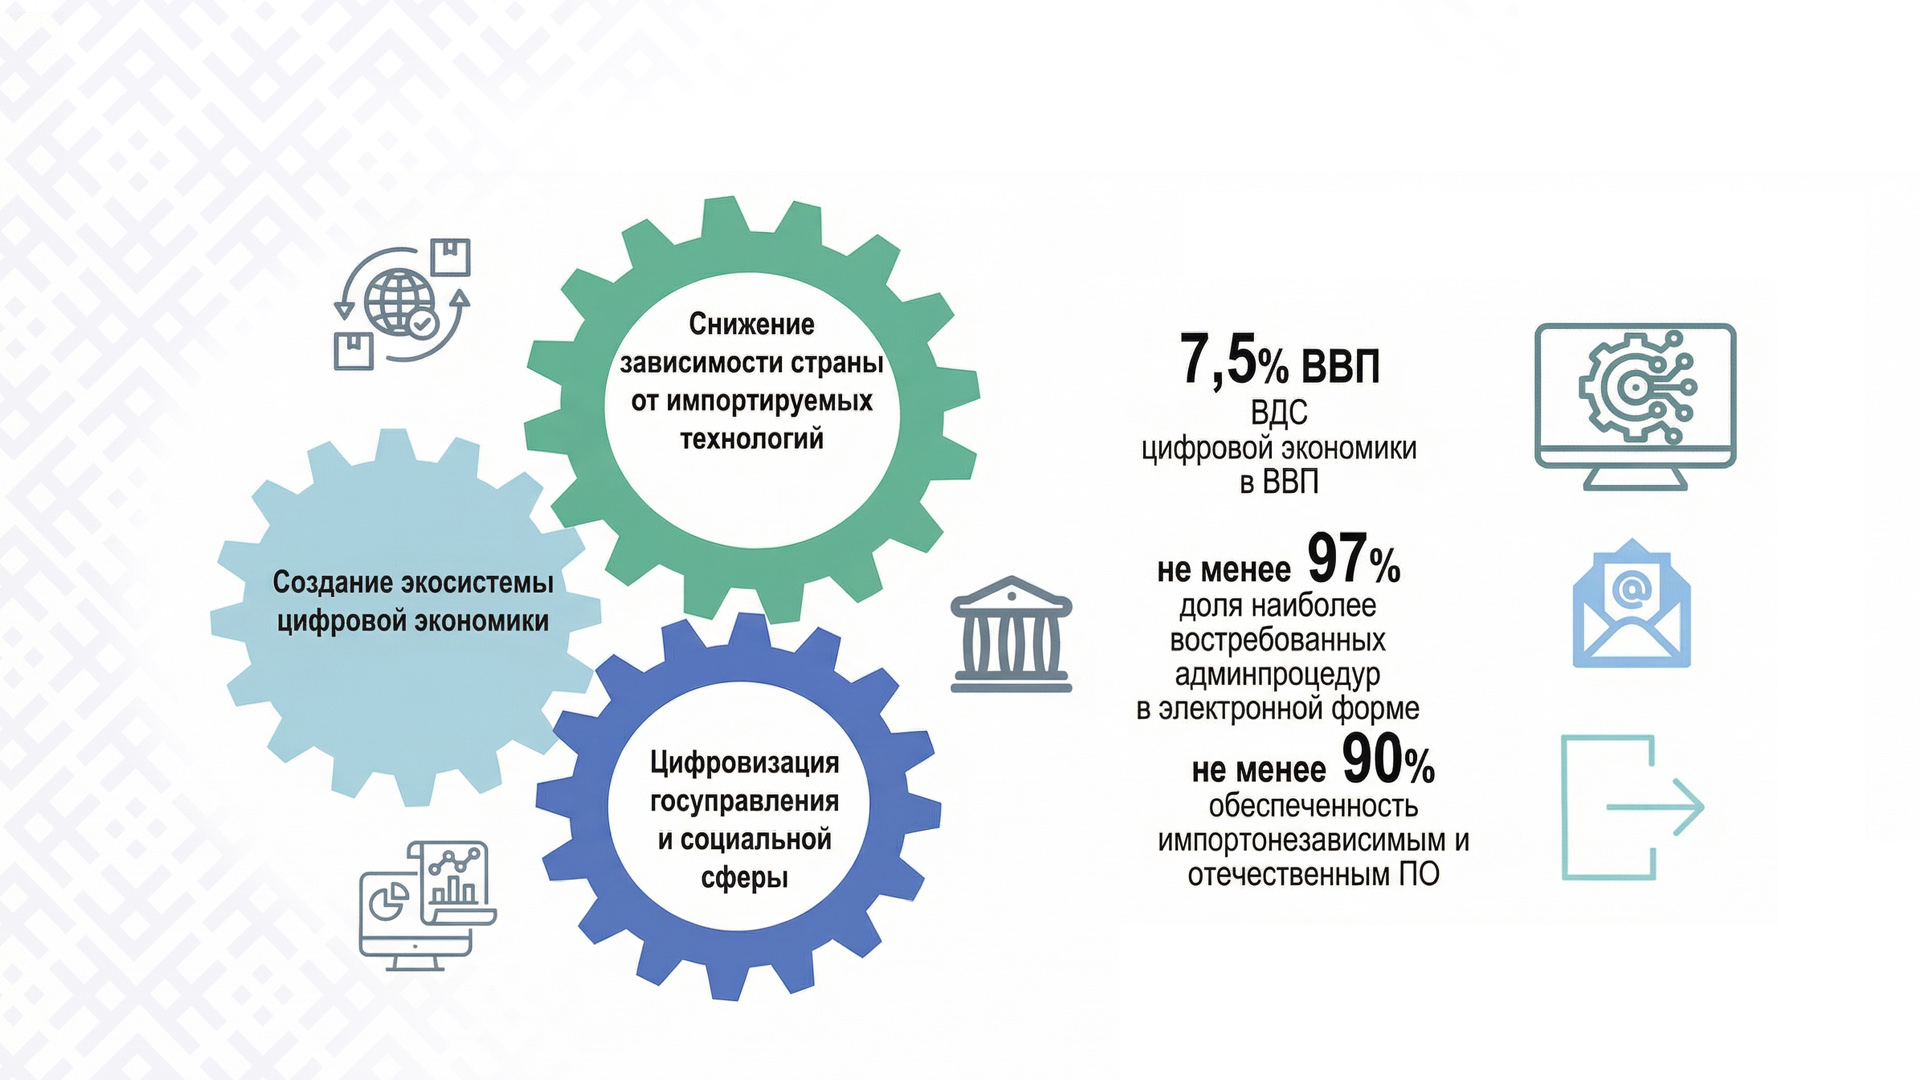 Снижение
зависимости страны
от импортируемых
технологий
Создание экосистемы
цифровой экономики
Цифровизация
госуправления
и социальной
сферы
7,5% ВВП
ВДС
цифровой экономики
в ВВП
не менее 97%
доля наиболее
востребованных
админпроцедур
в электронной форме
не менее 90%
обеспеченность
импортонезависимым и
отечественным ПО
@